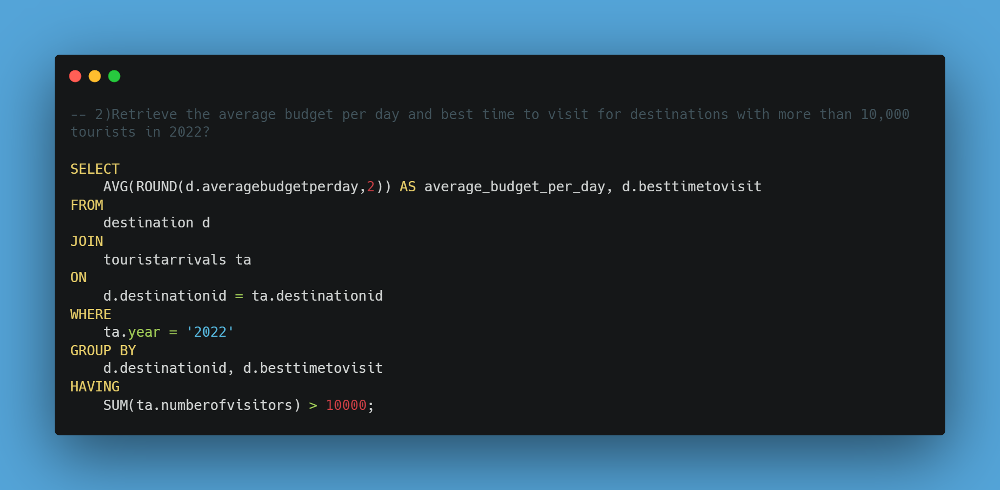 -- 2)Retrieve the average budget per day and best time to visit for destinations with more than 10,000
tourists in 2022?
SELECT
    AVG(ROUND(d.averagebudgetperday,2)) AS average_budget_per_day, d.besttimetovisit
FROM
    destination d
JOIN
    touristarrivals ta
ON
    d.destinationid = ta.destinationid
WHERE
    ta.year = '2022'
GROUP BY
    d.destinationid, d.besttimetovisit
HAVING
    SUM(ta.numberofvisitors) > 10000;